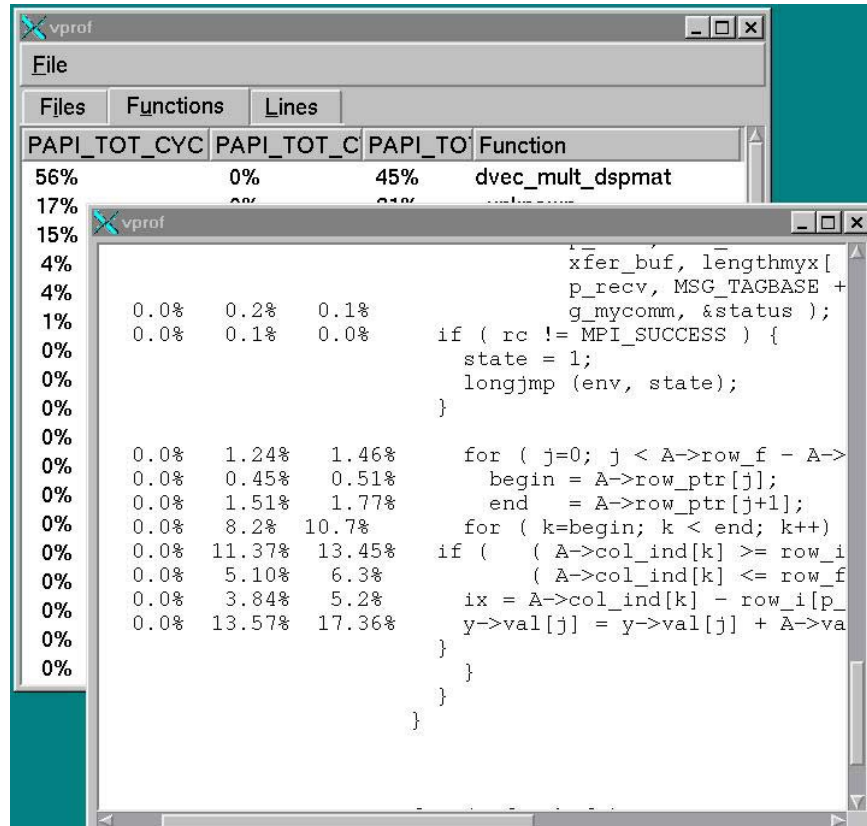 vprof
File
Files Functions Lines
PAPI_TOT_CYC PAPI_TOT_C PAPI_TO Function
56% 0% 45% dvec_mult_dspmat
17%
15%
4%
4%
1%
0%
0%
0%
0%
0%
0%
0%
0%
0%
0%
0%
0%
vprof
xfer_buf, lengthmyx[
p_recv, MSG_TAGBASE +
0.0% 0.2% 0.1% g_mycomm, &status );
0.0% 0.1% 0.0% if ( rc != MPI_SUCCESS ) {
state = 1;
longjmp (env, state);
}
0.0% 1.24% 1.46% for ( j=0; j < A->row_f - A->
0.0% 0.45% 0.51% begin = A->row_ptr[j];
0.0% 1.51% 1.77% end = A->row_ptr[j+1];
0.0% 8.2% 10.7% for ( k=begin; k < end; k++)
0.0% 11.37% 13.45% if ( ( A->col_ind[k] >= row_i
0.0% 5.10% 6.3% ( A->col_ind[k] <= row_f
0.0% 3.84% 5.2% ix = A->col_ind[k] - row_i[p_
0.0% 13.57% 17.36% y->val[j] = y->val[j] + A->va
}
}
}
}